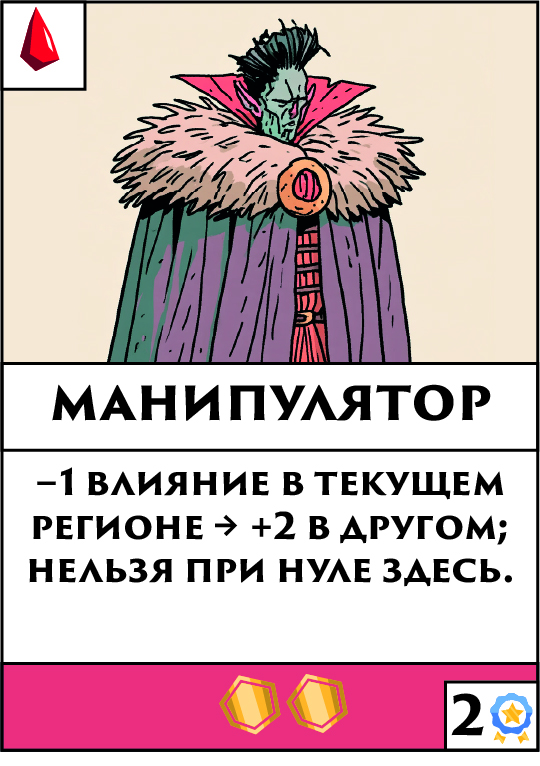 МАНИПУЛЯТОР
–1 ВЛИЯНИЕ В ТЕКУЩЕМ
РЕГИОНЕ → +2 В ДРУГОМ;
НЕЛЬЗЯ ПРИ НУЛЕ ЗДЕСЬ.
2